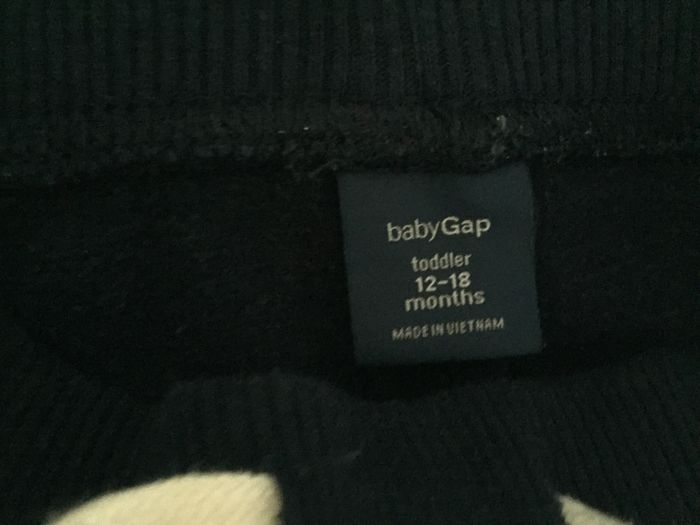 babyGap
toddler
12-18
months
MADE IN VIETNAM